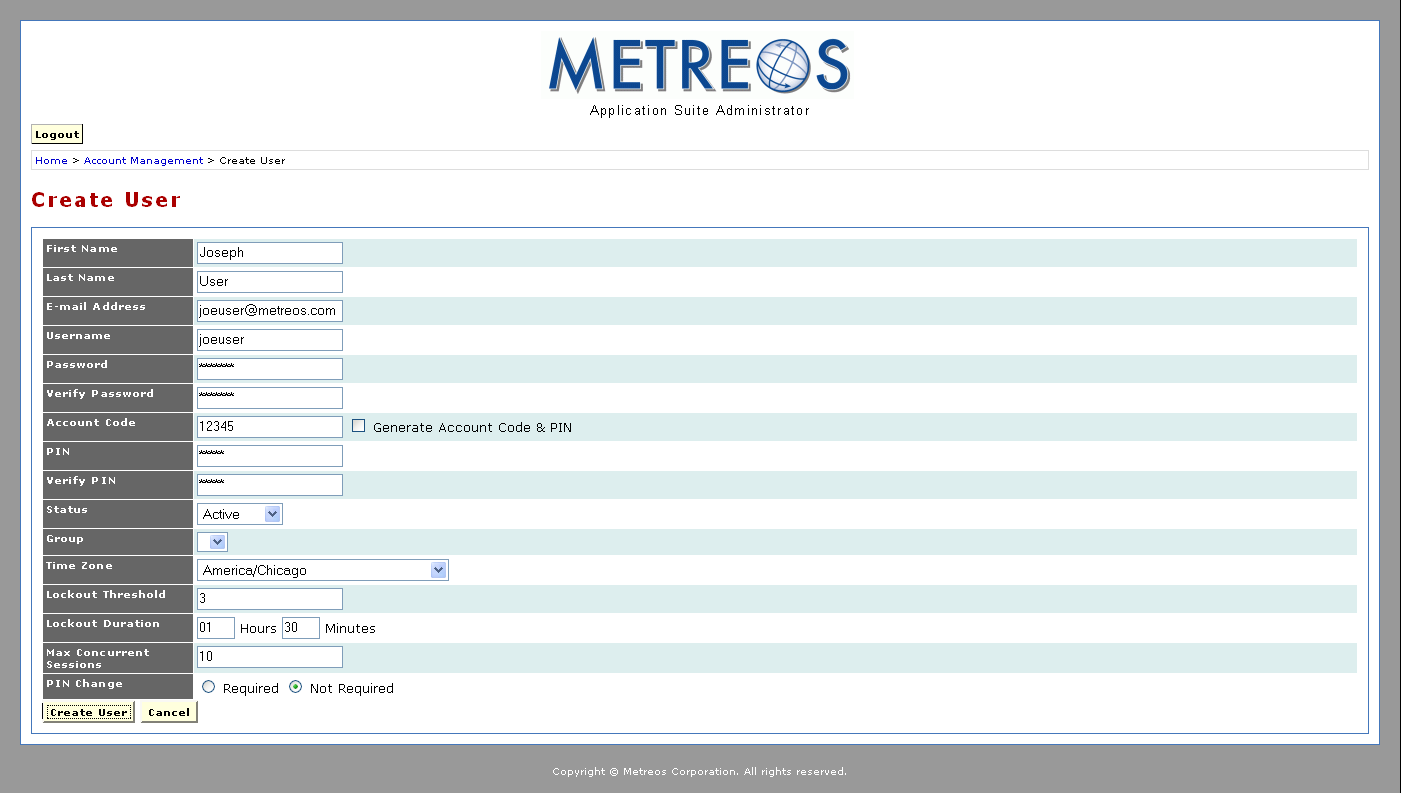 METREOS
Application Suite Administrator
Logout
Home > Account Management > Create User
Create User
First Name Joseph
Last Name User
E-mail Address joeuser@metreos.com
Username joeuser
Password *******
Verify Password *******
Account Code 12345 Generate Account Code & PIN
PIN *****
Verify PIN *****
Status Active
Group
Time Zone America/Chicago
Lockout Threshold 3
Lockout Duration 01 Hours 30 Minutes
Max Concurrent
Sessions 10
PIN Change Required Not Required
Create User Cancel
Copyright © Metreos Corporation. All rights reserved.